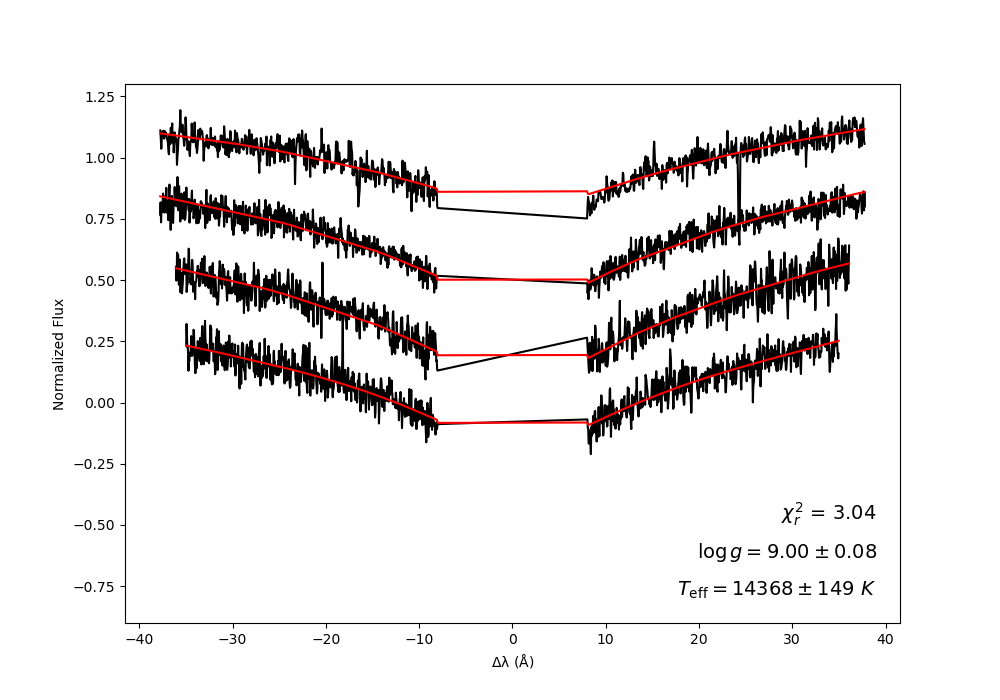 1.25
1.00
0.75
0.50
0.25
0.00
−0.25
−0.50
−0.75
Normalized Flux
χ²ᵣ = 3.04
log g = 9.00 ± 0.08
T_eff = 14368 ± 149 K
−40 −30 −20 −10 0 10 20 30 40
Δλ (Å)